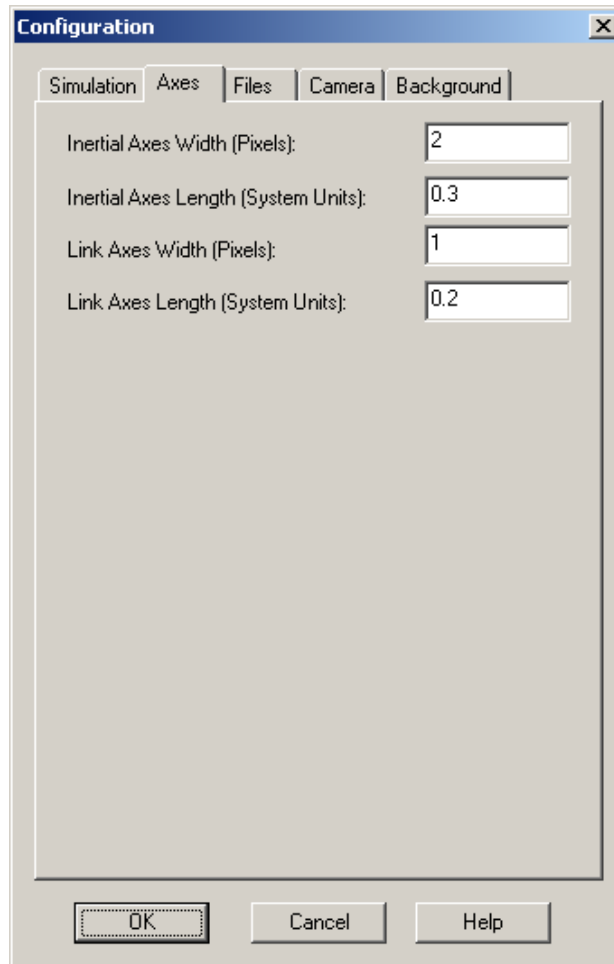 Configuration
Simulation Axes Files Camera Background
Inertial Axes Width (Pixels): 2
Inertial Axes Length (System Units): 0.3
Link Axes Width (Pixels): 1
Link Axes Length (System Units): 0.2
OK Cancel Help